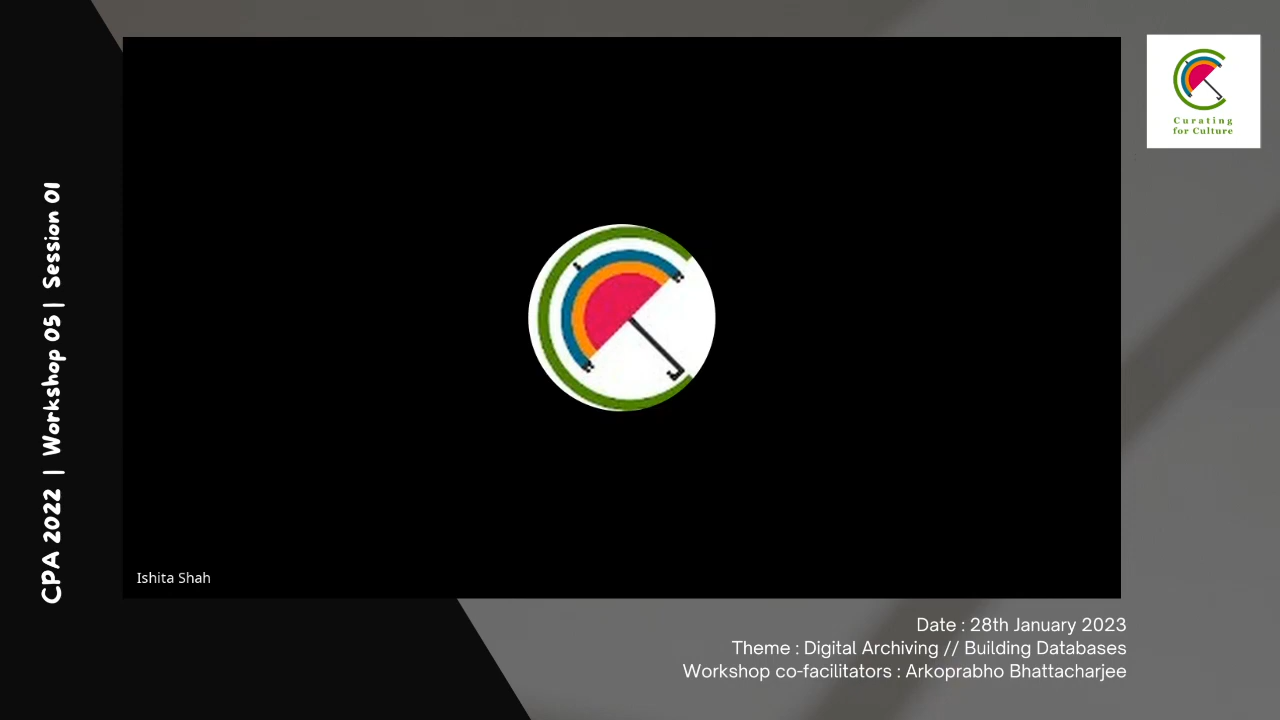 CPA 2022 | Workshop 05 | Session 01
Curating
for Culture
Ishita Shah
Date : 28th January 2023
Theme : Digital Archiving // Building Databases
Workshop co-facilitators : Arkoprabho Bhattacharjee